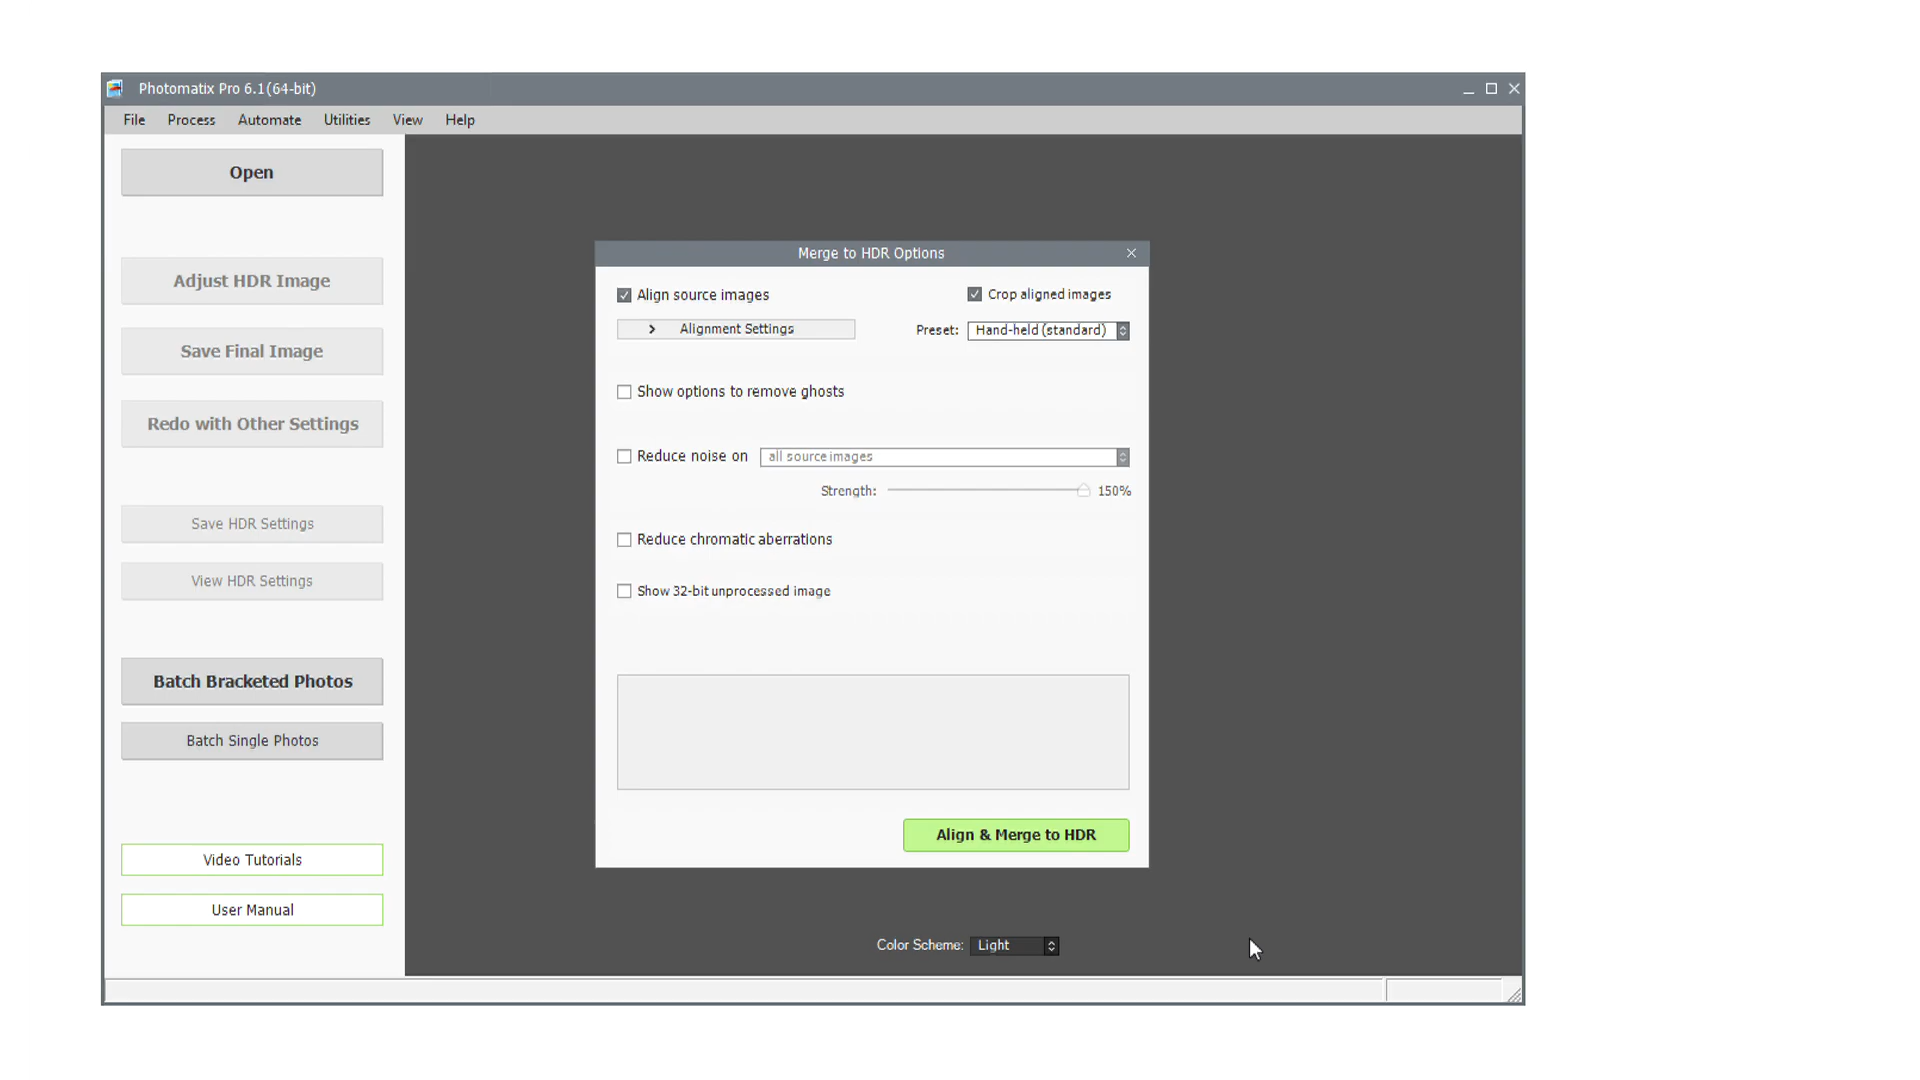 Photomatix Pro 6.1(64-bit)
File Process Automate Utilities View Help
Open
Adjust HDR Image
Save Final Image
Redo with Other Settings
Save HDR Settings
View HDR Settings
Batch Bracketed Photos
Batch Single Photos
Video Tutorials
User Manual
Merge to HDR Options
Align source images
Crop aligned images
Alignment Settings
Preset: Hand-held (standard)
Show options to remove ghosts
Reduce noise on all source images
Strength: 150%
Reduce chromatic aberrations
Show 32-bit unprocessed image
Align & Merge to HDR
Color Scheme: Light